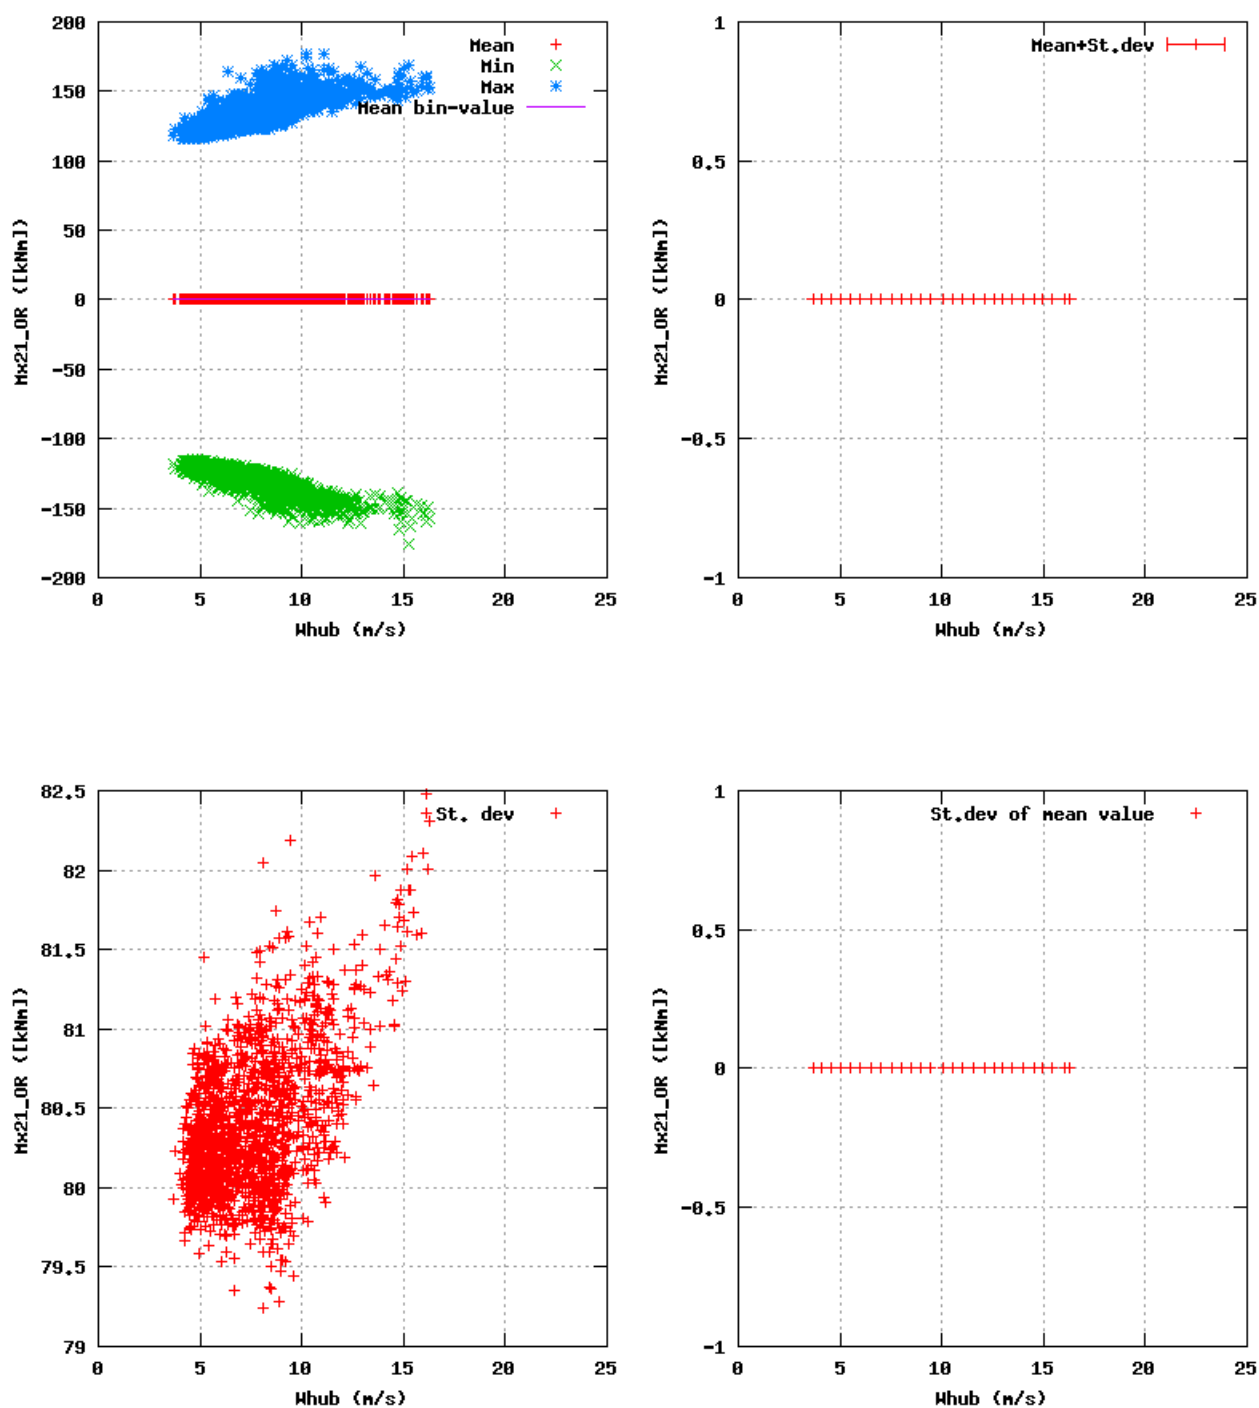 200
150
100
50
0
-50
-100
-150
-200
Mx21_OR ([kNm])
Mean
Min
Max
Mean bin-value
0 5 10 15 20 25
Whub (m/s)
1
0.5
0
-0.5
-1
Mx21_OR ([kNm])
Mean+St.dev
0 5 10 15 20 25
Whub (m/s)
82.5
82
81.5
81
80.5
80
79.5
79
Mx21_OR ([kNm])
St. dev
0 5 10 15 20 25
Whub (m/s)
1
0.5
0
-0.5
-1
Mx21_OR ([kNm])
St.dev of mean value
0 5 10 15 20 25
Whub (m/s)